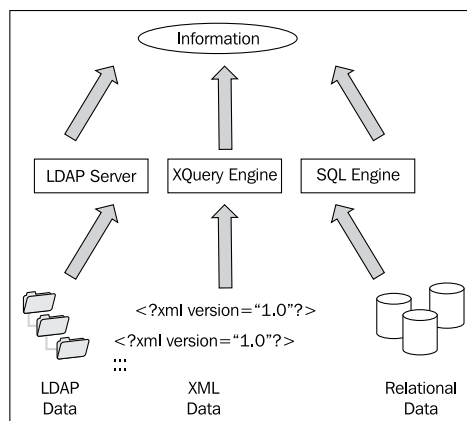 Information
LDAP Server
XQuery Engine
SQL Engine
<?xml version=“1.0”?>
<?xml version=“1.0”?>
:::
LDAP
Data
XML
Data
Relational
Data